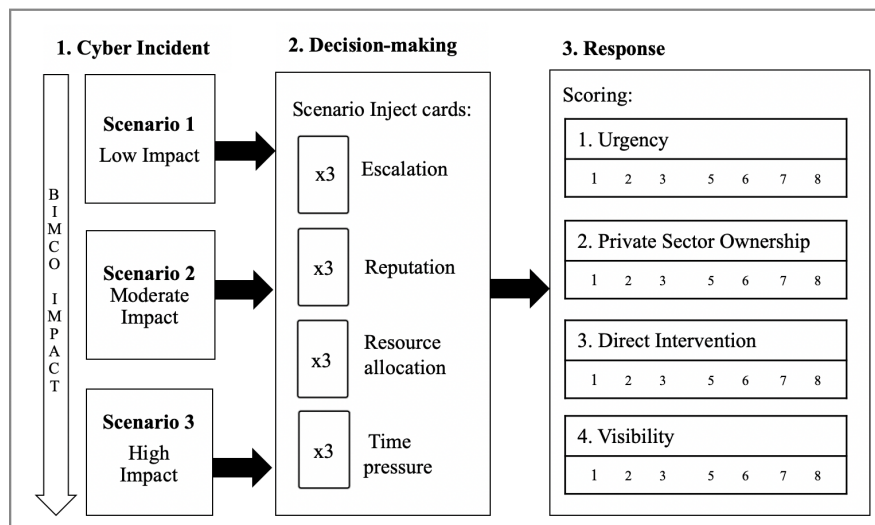 1. Cyber Incident
BIMCO IMPACT
Scenario 1
Low Impact
Scenario 2
Moderate
Impact
Scenario 3
High
Impact
2. Decision-making
Scenario Inject cards:
x3 Escalation
x3 Reputation
x3 Resource
allocation
x3 Time
pressure
3. Response
Scoring:
1. Urgency
1 2 3 5 6 7 8
2. Private Sector Ownership
1 2 3 5 6 7 8
3. Direct Intervention
1 2 3 5 6 7 8
4. Visibility
1 2 3 5 6 7 8